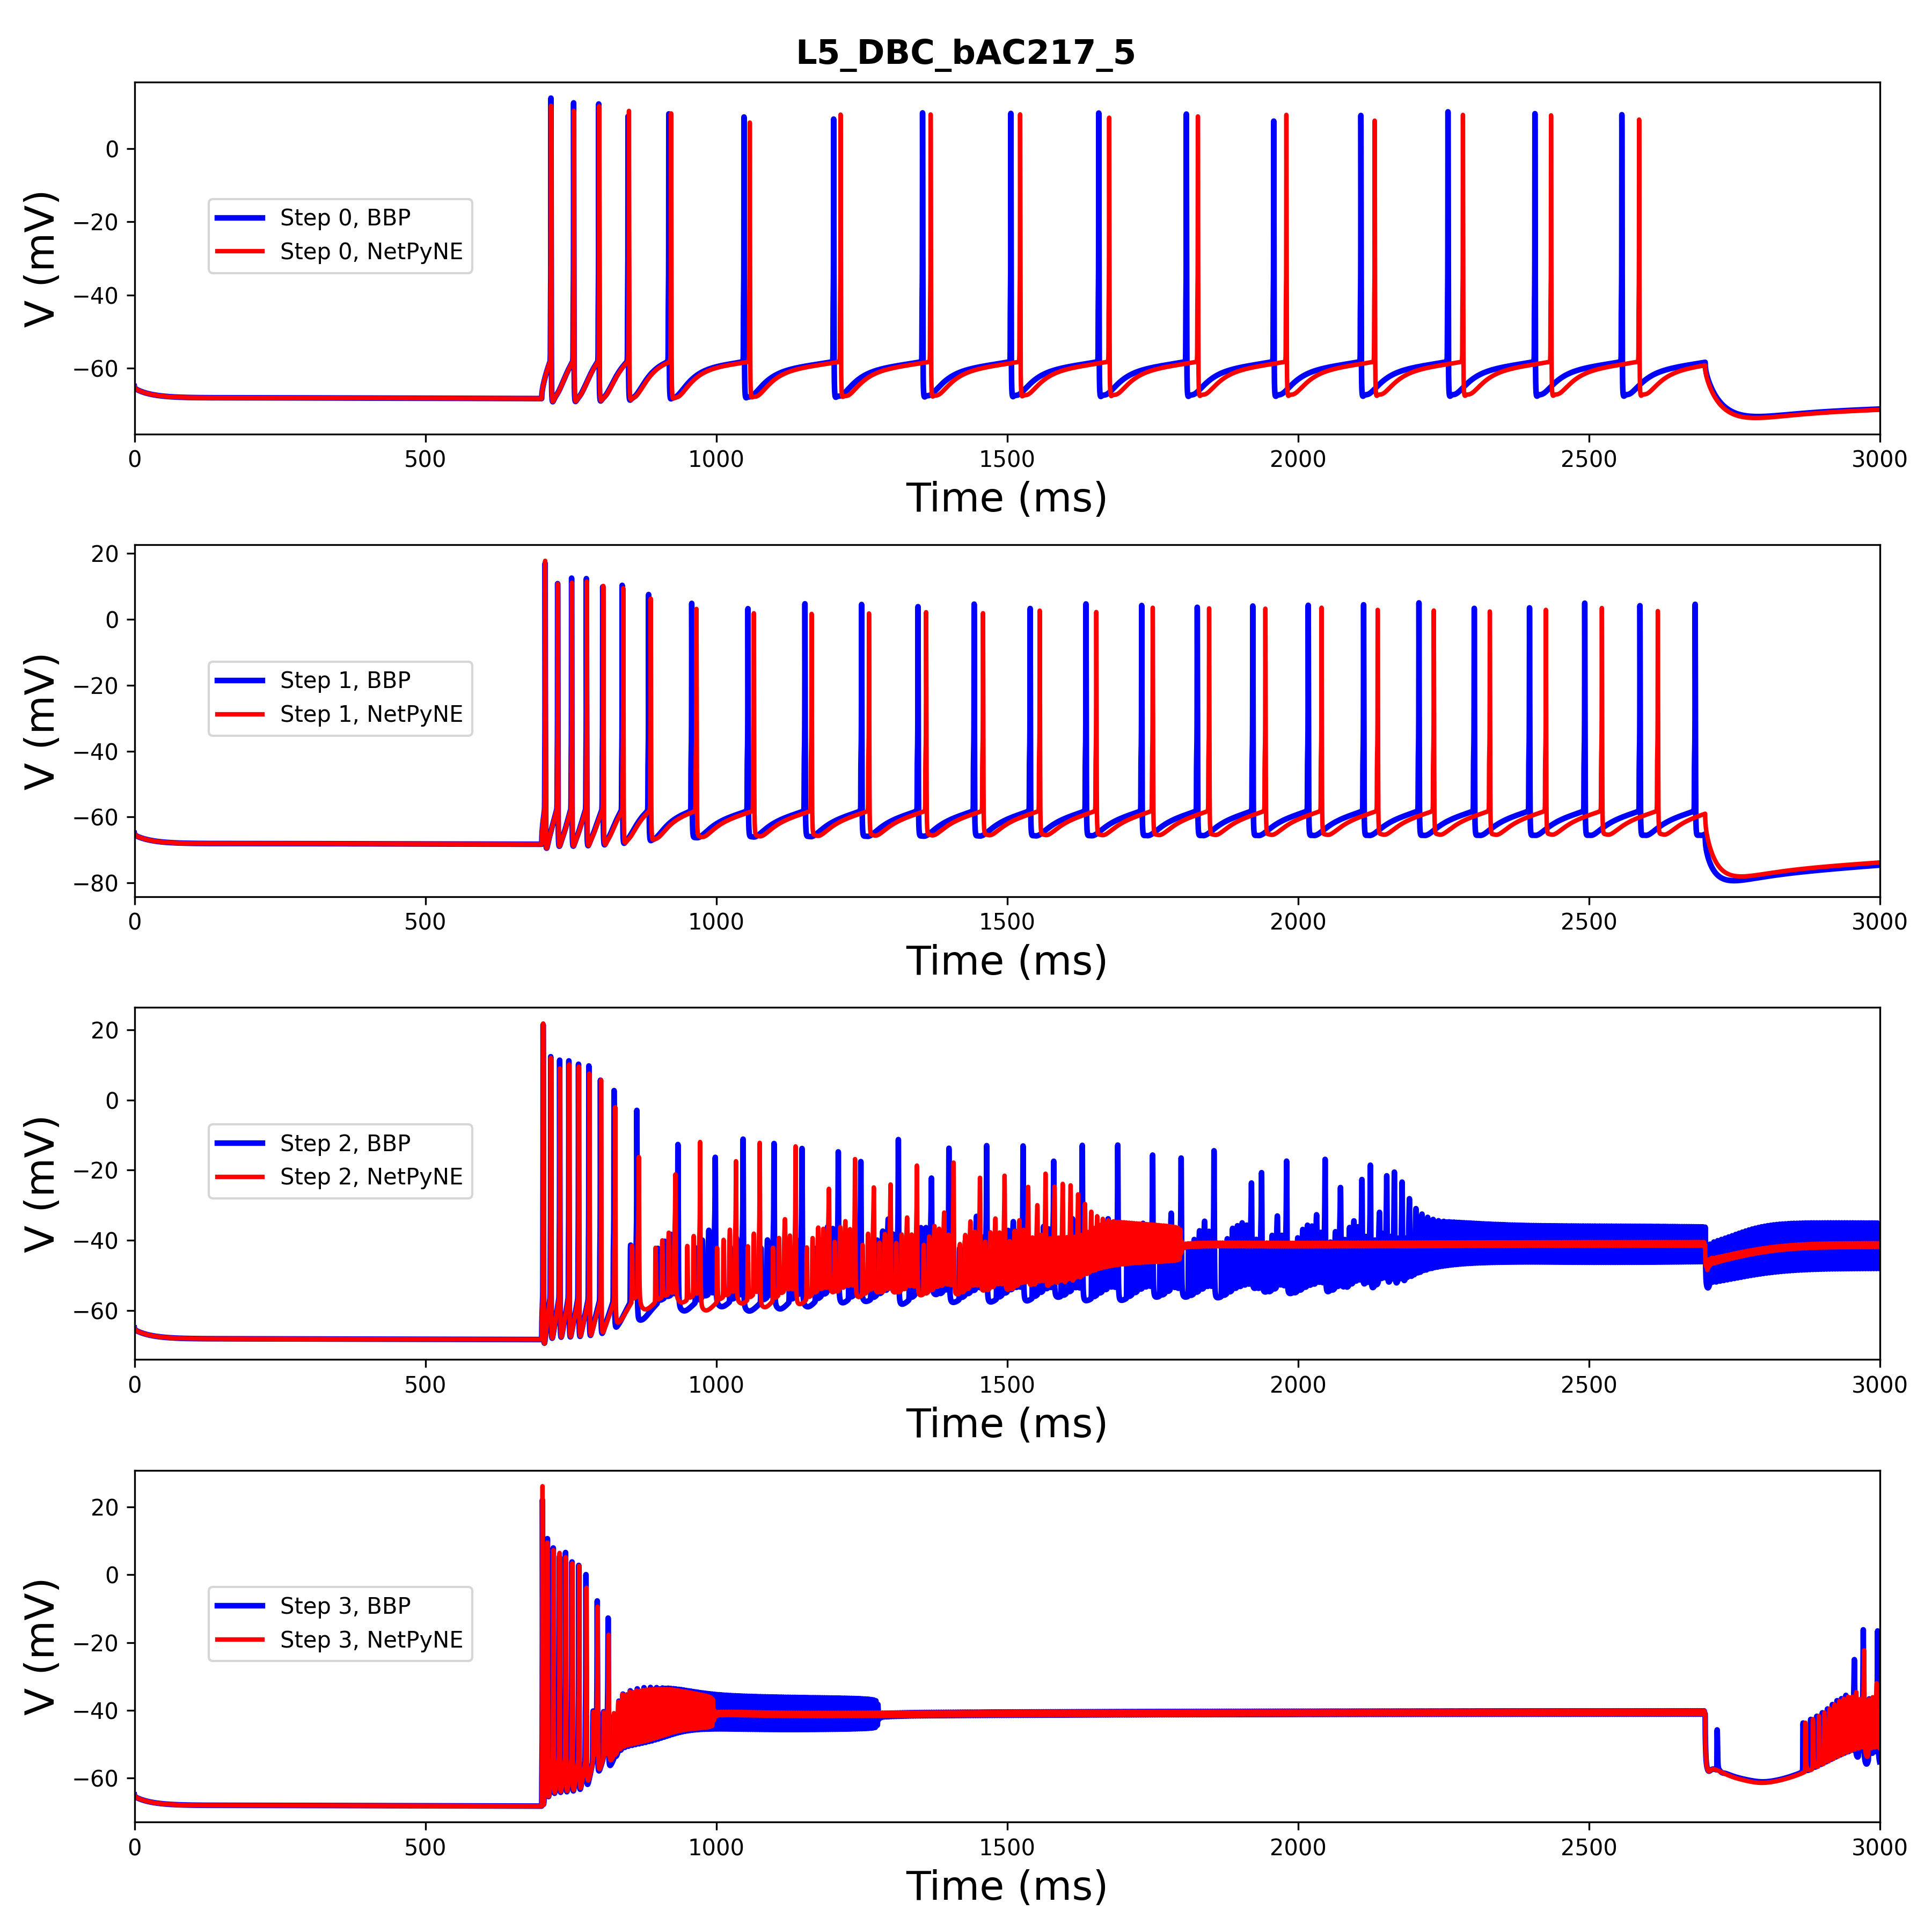 L5_DBC_bAC217_5
V (mV)
0
−20
−40
−60
Step 0, BBP
Step 0, NetPyNE
0 500 1000 1500 2000 2500 3000
Time (ms)
V (mV)
20
0
−20
−40
−60
−80
Step 1, BBP
Step 1, NetPyNE
0 500 1000 1500 2000 2500 3000
Time (ms)
V (mV)
20
0
−20
−40
−60
Step 2, BBP
Step 2, NetPyNE
0 500 1000 1500 2000 2500 3000
Time (ms)
V (mV)
20
0
−20
−40
−60
Step 3, BBP
Step 3, NetPyNE
0 500 1000 1500 2000 2500 3000
Time (ms)